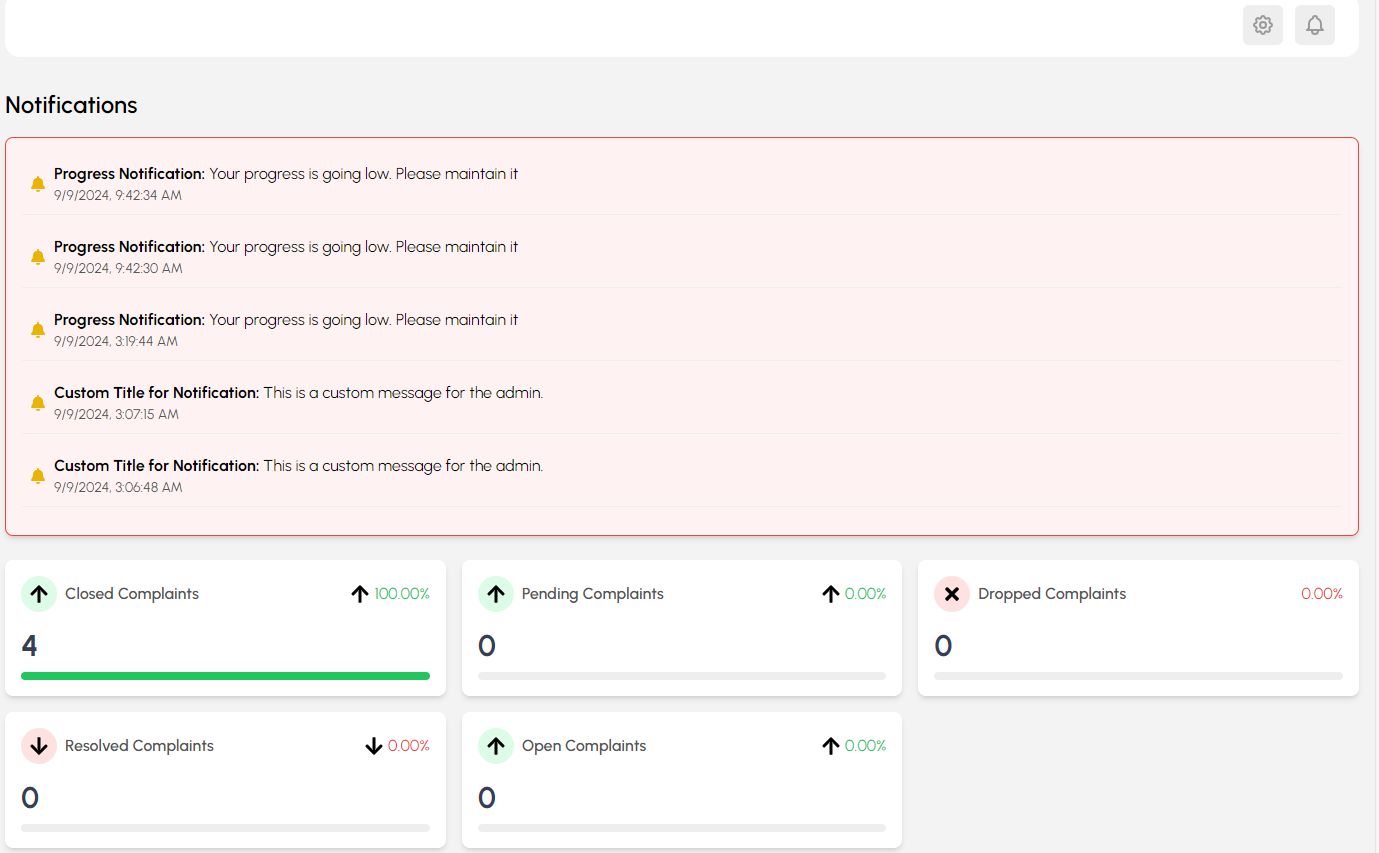 Notifications
Progress Notification: Your progress is going low. Please maintain it
9/9/2024, 9:42:34 AM
Progress Notification: Your progress is going low. Please maintain it
9/9/2024, 9:42:30 AM
Progress Notification: Your progress is going low. Please maintain it
9/9/2024, 3:19:44 AM
Custom Title for Notification: This is a custom message for the admin.
9/9/2024, 3:07:15 AM
Custom Title for Notification: This is a custom message for the admin.
9/9/2024, 3:06:48 AM
Closed Complaints 100.00%
4
Pending Complaints 0.00%
0
Dropped Complaints 0.00%
0
Resolved Complaints 0.00%
0
Open Complaints 0.00%
0